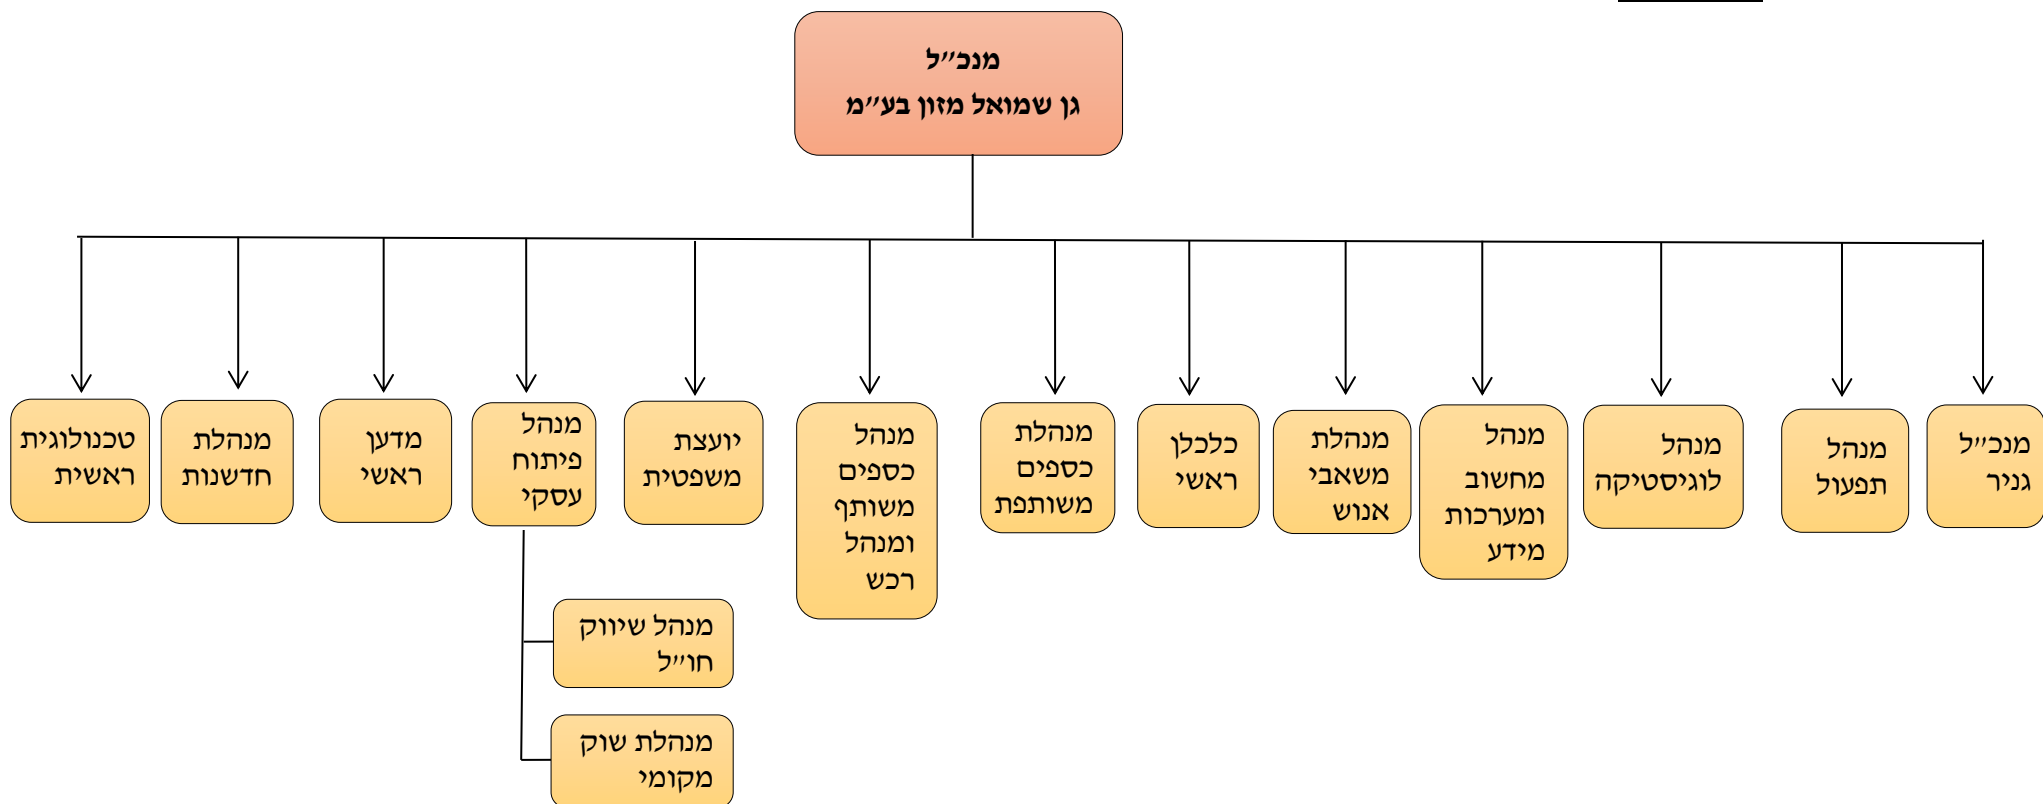 מנכ״ל
גן שמואל מזון בע״מ
מנכ״ל
גניר
מנהל
תפעול
מנהל
לוגיסטיקה
מנהל
מחשוב
ומערכות
מידע
מנהלת
משאבי
אנוש
כלכלן
ראשי
מנהלת
כספים
משותפת
מנהל
כספים
משותף
ומנהל
רכש
יועצת
משפטית
מנהל
פיתוח
עסקי
מדען
ראשי
מנהלת
חדשנות
טכנולוגית
ראשית
מנהל שיווק
חו״ל
מנהלת שוק
מקומי